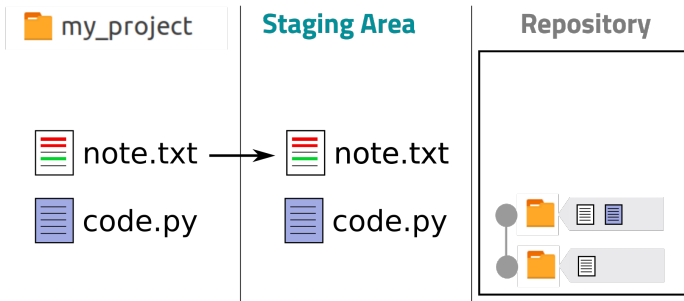 my_project
Staging Area
Repository
note.txt
note.txt
code.py
code.py